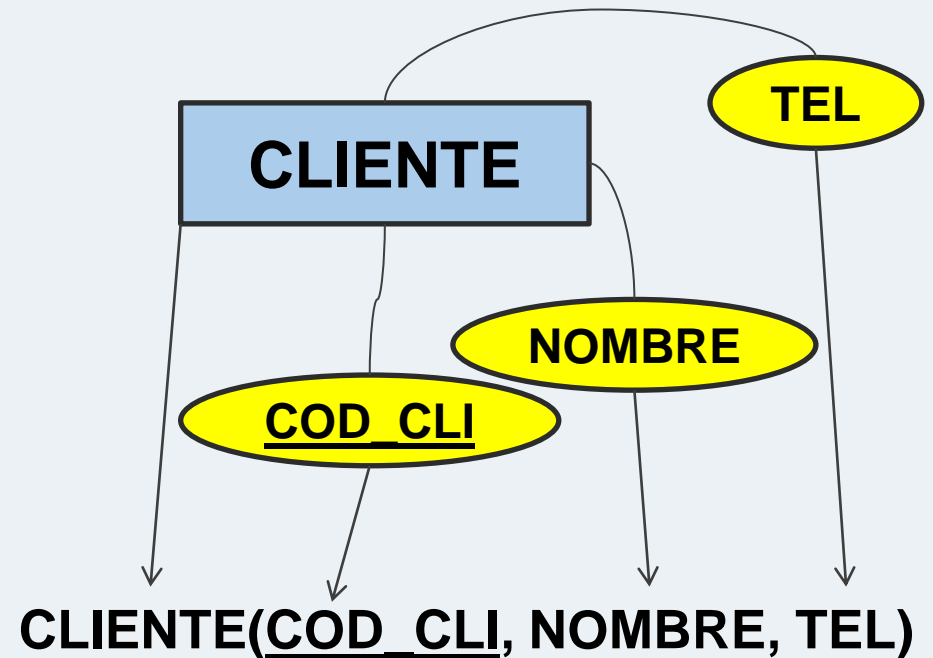 TEL
CLIENTE
NOMBRE
COD_CLI
CLIENTE(COD_CLI, NOMBRE, TEL)